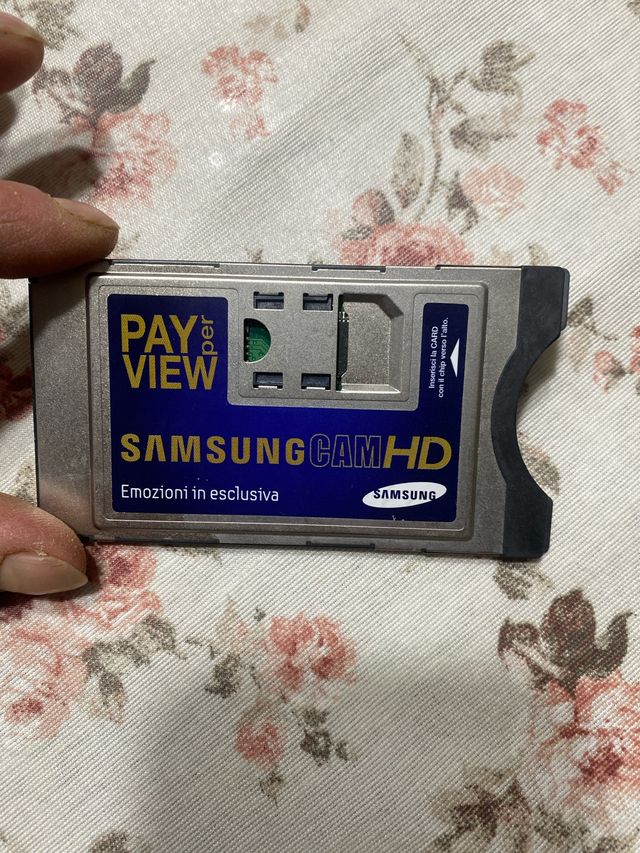 PAY per
VIEW
Inserisci la CARD
con il chip verso l'alto.
SAMSUNG CAM HD
Emozioni in esclusiva
SAMSUNG